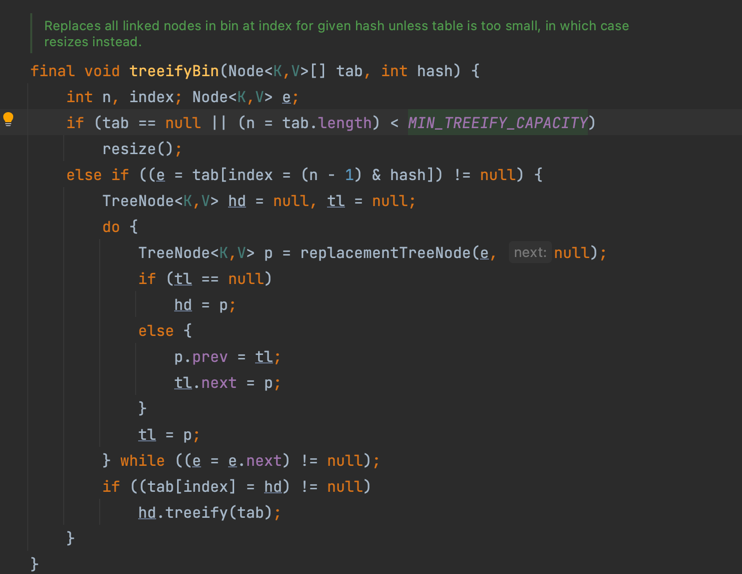 Replaces all linked nodes in bin at index for given hash unless table is too small, in which case
resizes instead.
final void treeifyBin(Node<K,V>[] tab, int hash) {
int n, index; Node<K,V> e;
if (tab == null || (n = tab.length) < MIN_TREEIFY_CAPACITY)
resize();
else if ((e = tab[index = (n - 1) & hash]) != null) {
TreeNode<K,V> hd = null, tl = null;
do {
TreeNode<K,V> p = replacementTreeNode(e, next: null);
if (tl == null)
hd = p;
else {
p.prev = tl;
tl.next = p;
}
tl = p;
} while ((e = e.next) != null);
if ((tab[index] = hd) != null)
hd.treeify(tab);
}
}